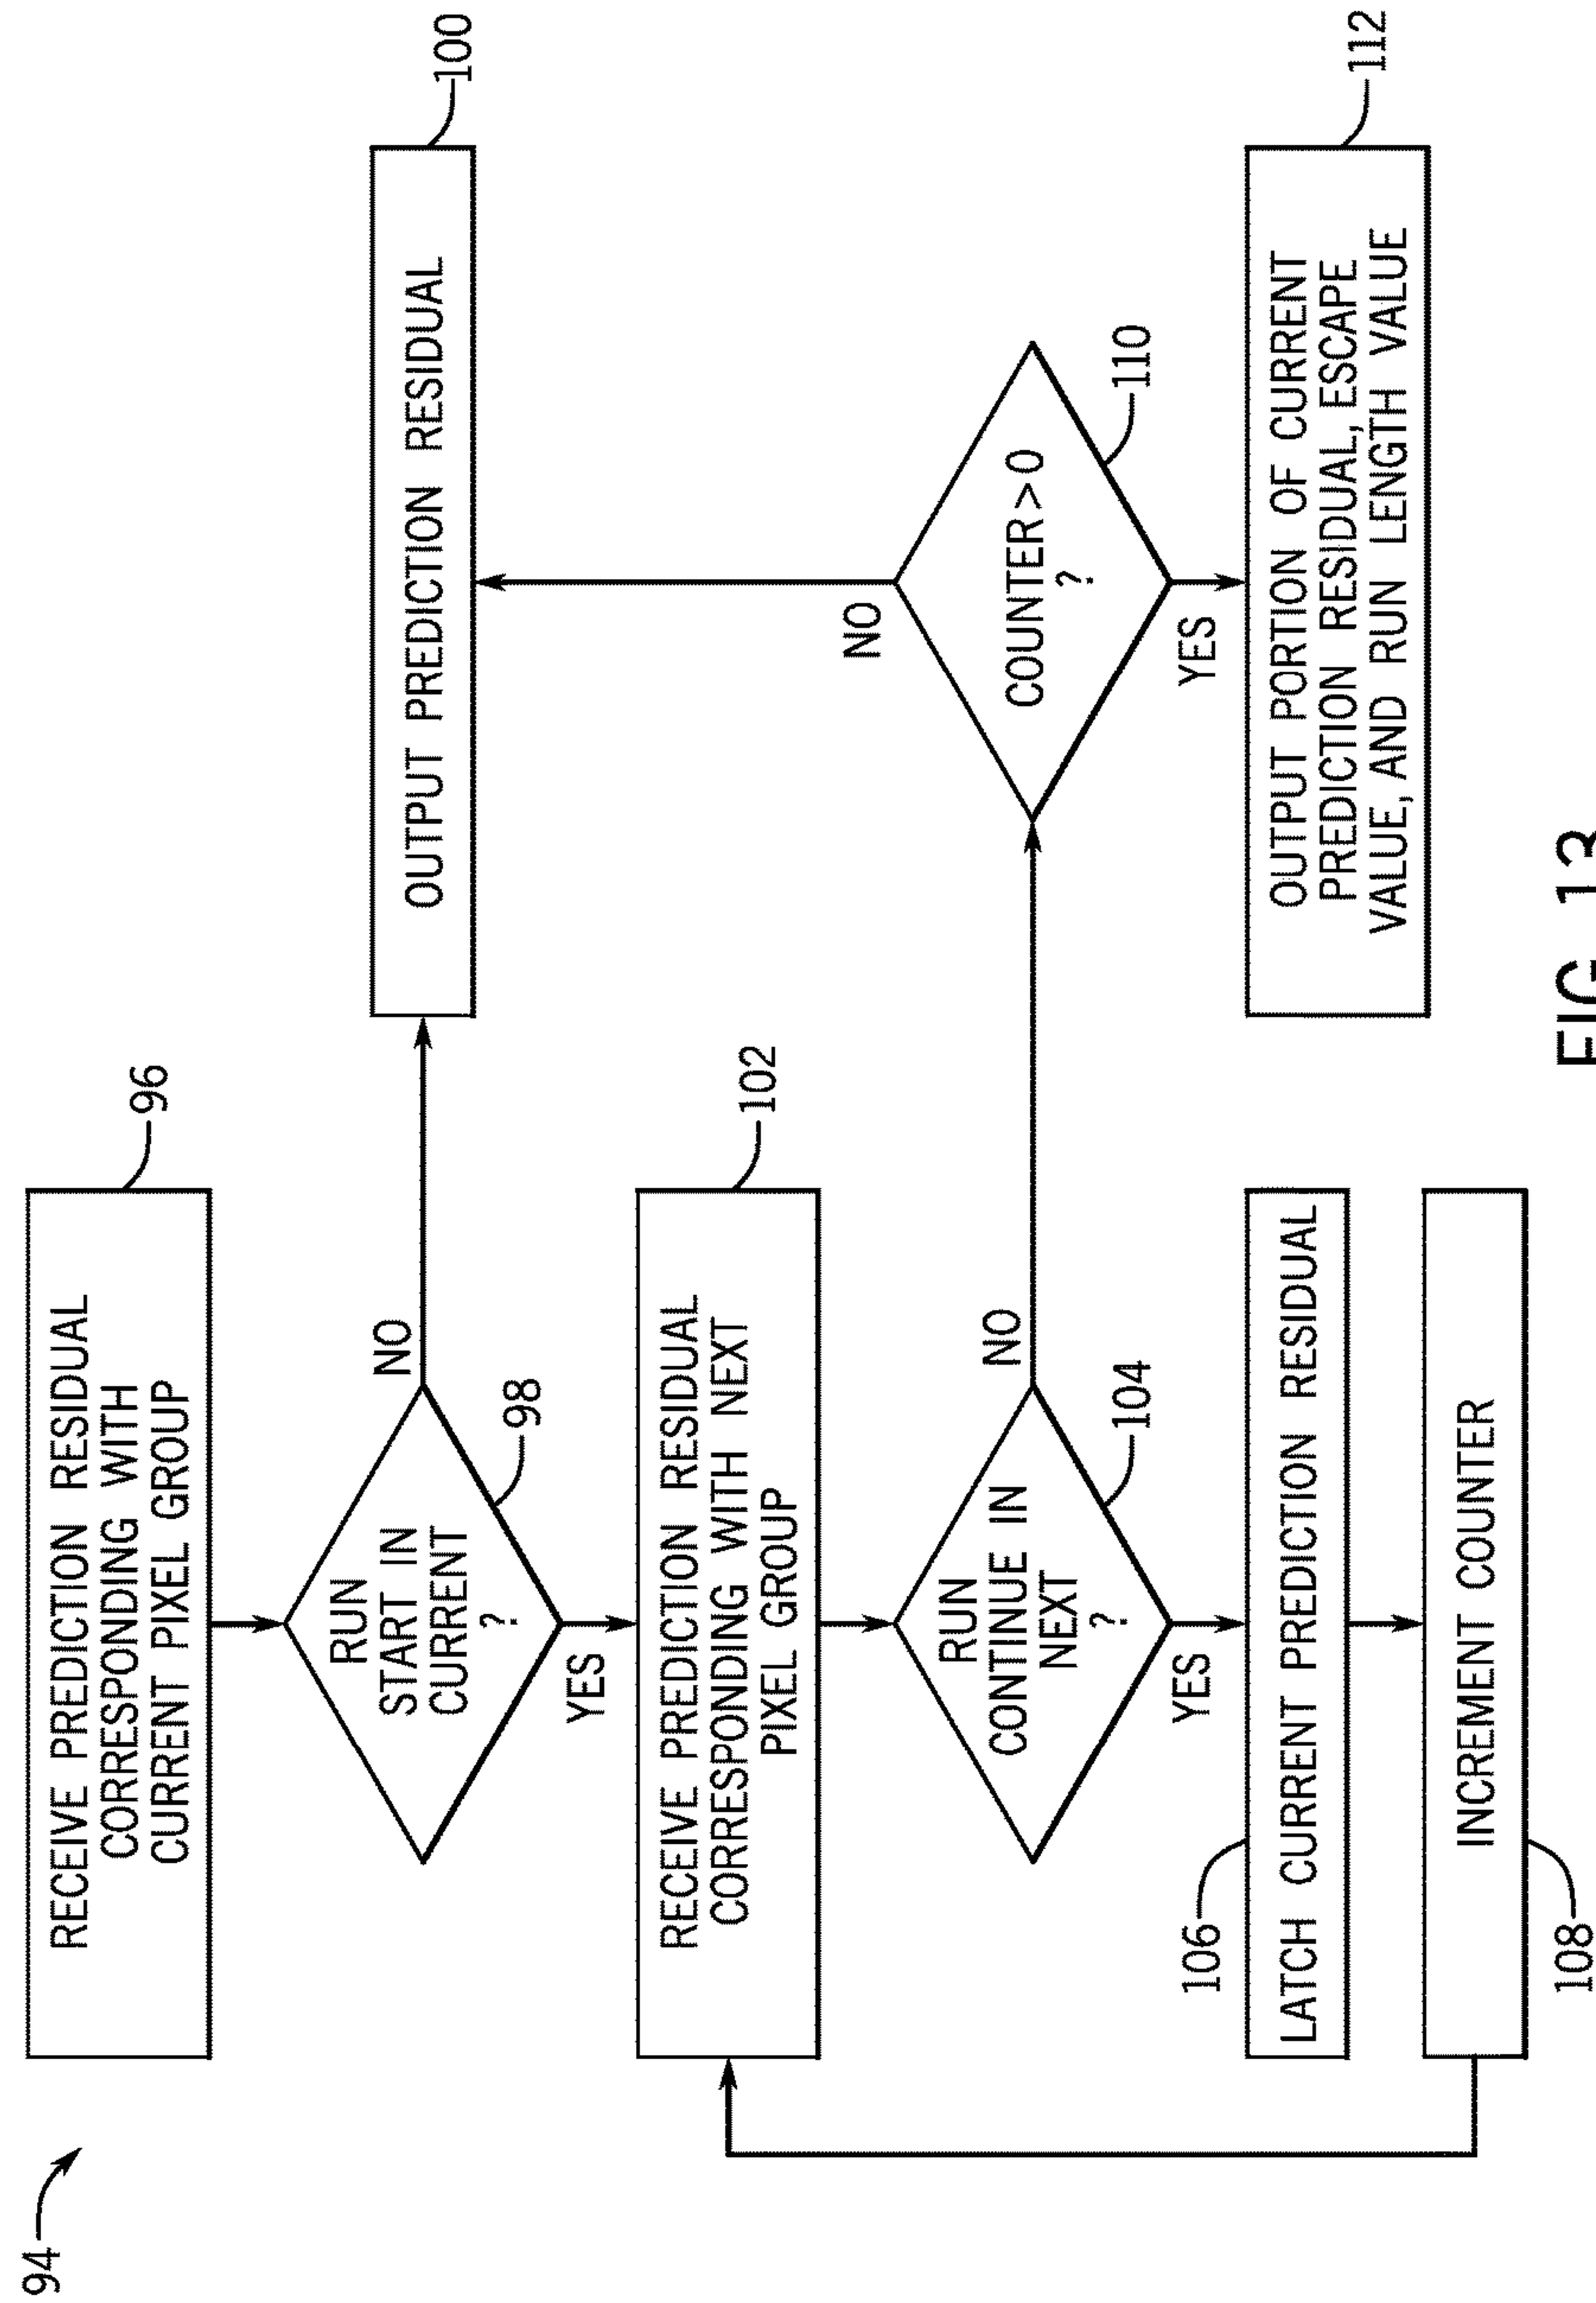 94
RECEIVE PREDICTION RESIDUAL
CORRESPONDING WITH
CURRENT PIXEL GROUP
96
RUN
START IN
CURRENT
?
98
NO
YES
OUTPUT PREDICTION RESIDUAL
100
RECEIVE PREDICTION RESIDUAL
CORRESPONDING WITH NEXT
PIXEL GROUP
102
RUN
CONTINUE IN
NEXT
?
104
NO
YES
COUNTER>0
?
110
NO
YES
LATCH CURRENT PREDICTION RESIDUAL
106
INCREMENT COUNTER
108
OUTPUT PORTION OF CURRENT
PREDICTION RESIDUAL, ESCAPE
VALUE, AND RUN LENGTH VALUE
112
FIG. 13